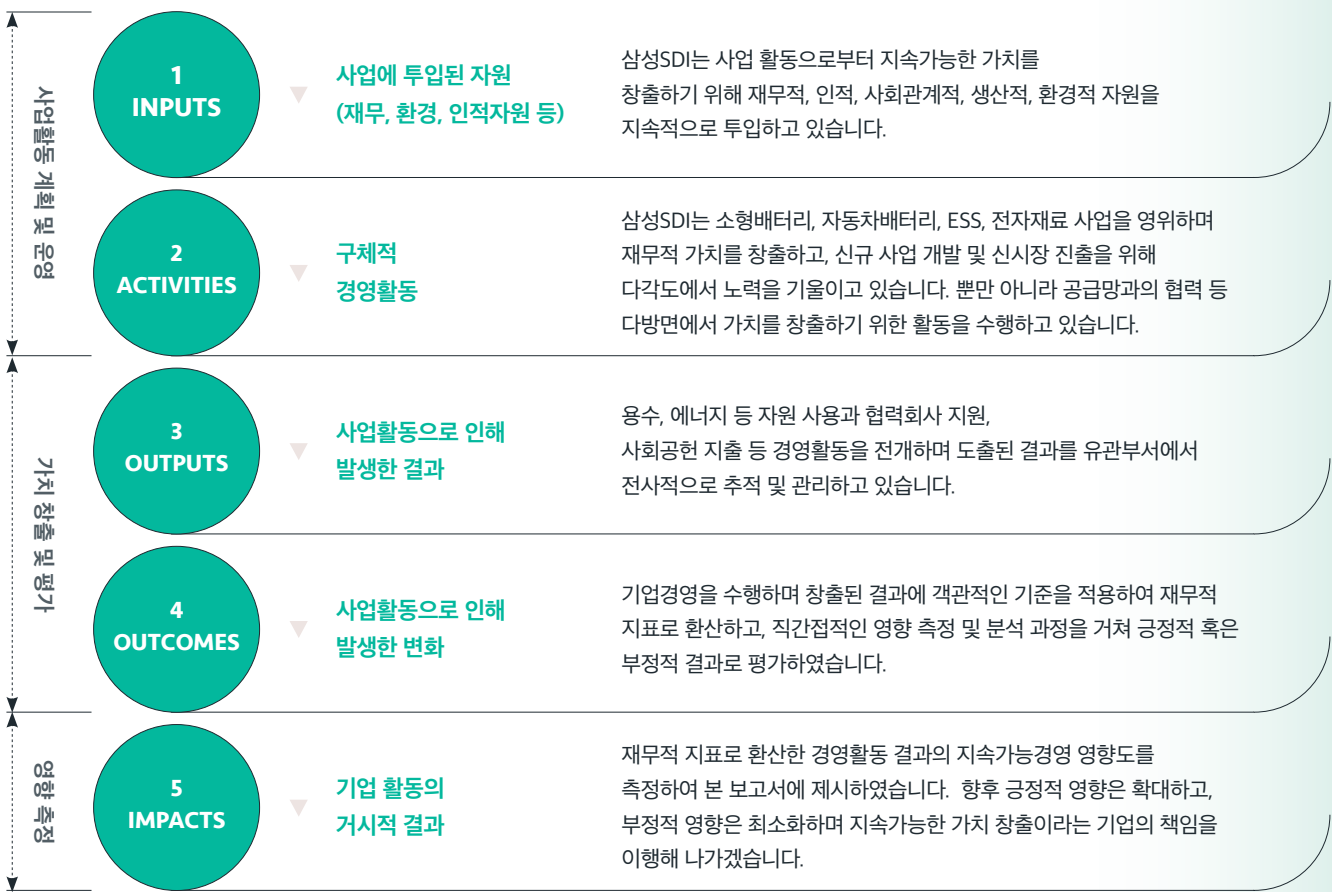 사업활동 계획 및 운영
1
INPUTS
사업에 투입된 자원
(재무, 환경, 인적자원 등)
삼성SDI는 사업 활동으로부터 지속가능한 가치를
창출하기 위해 재무적, 인적, 사회관계적, 생산적, 환경적 자원을
지속적으로 투입하고 있습니다.
2
ACTIVITIES
구체적
경영활동
삼성SDI는 소형배터리, 자동차배터리, ESS, 전자재료 사업을 영위하며
재무적 가치를 창출하고, 신규 사업 개발 및 신시장 진출을 위해
다각도에서 노력을 기울이고 있습니다. 뿐만 아니라 공급망과의 협력 등
다방면에서 가치를 창출하기 위한 활동을 수행하고 있습니다.
가치 창출 및 평가
3
OUTPUTS
사업활동으로 인해
발생한 결과
용수, 에너지 등 자원 사용과 협력회사 지원,
사회공헌 지출 등 경영활동을 전개하며 도출된 결과를 유관부서에서
전사적으로 추적 및 관리하고 있습니다.
4
OUTCOMES
사업활동으로 인해
발생한 변화
기업경영을 수행하며 창출된 결과에 객관적인 기준을 적용하여 재무적
지표로 환산하고, 직간접적인 영향 측정 및 분석 과정을 거쳐 긍정적 혹은
부정적 결과로 평가하였습니다.
영향 측정
5
IMPACTS
기업 활동의
거시적 결과
재무적 지표로 환산한 경영활동 결과의 지속가능경영 영향도를
측정하여 본 보고서에 제시하였습니다. 향후 긍정적 영향은 확대하고,
부정적 영향은 최소화하며 지속가능한 가치 창출이라는 기업의 책임을
이행해 나가겠습니다.